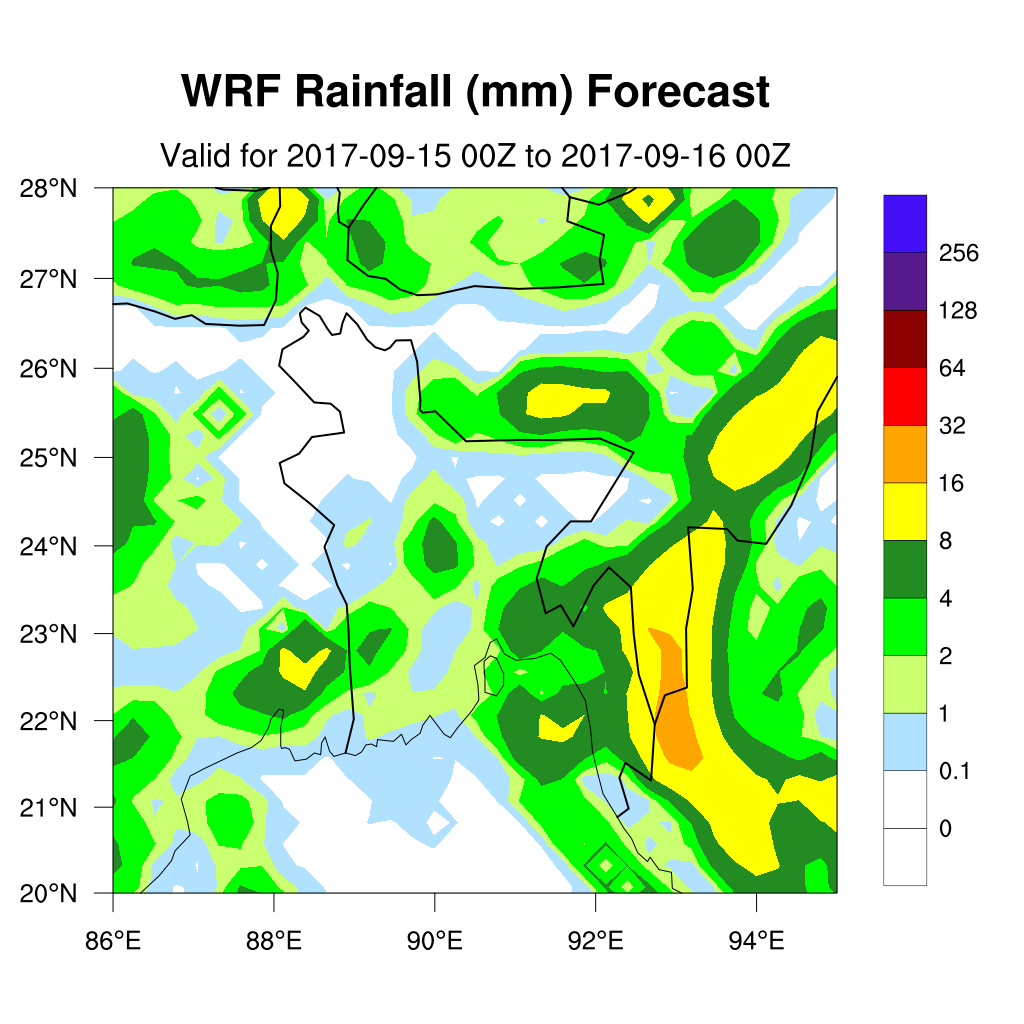 WRF Rainfall (mm) Forecast
Valid for 2017-09-15 00Z to 2017-09-16 00Z
28°N
27°N
26°N
25°N
24°N
23°N
22°N
21°N
20°N
86°E 88°E 90°E 92°E 94°E
256
128
64
32
16
8
4
2
1
0.1
0